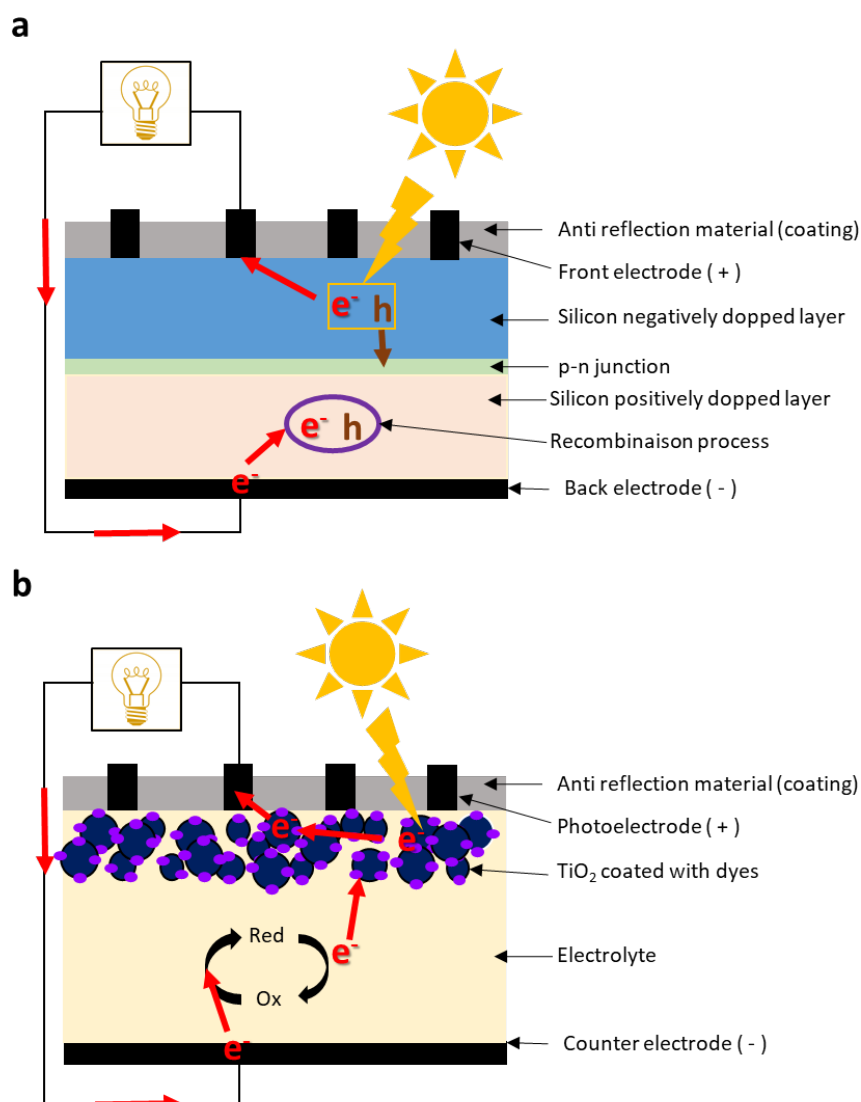 a
Anti reflection material (coating)
Front electrode ( + )
e⁻ h
Silicon negatively dopped layer
p-n junction
Silicon positively dopped layer
e⁻ h
Recombinaison process
e⁻
Back electrode ( - )
b
Anti reflection material (coating)
Photoelectrode ( + )
e⁻
e⁻
TiO₂ coated with dyes
Red
e⁻
Electrolyte
Ox
e⁻
Counter electrode ( - )